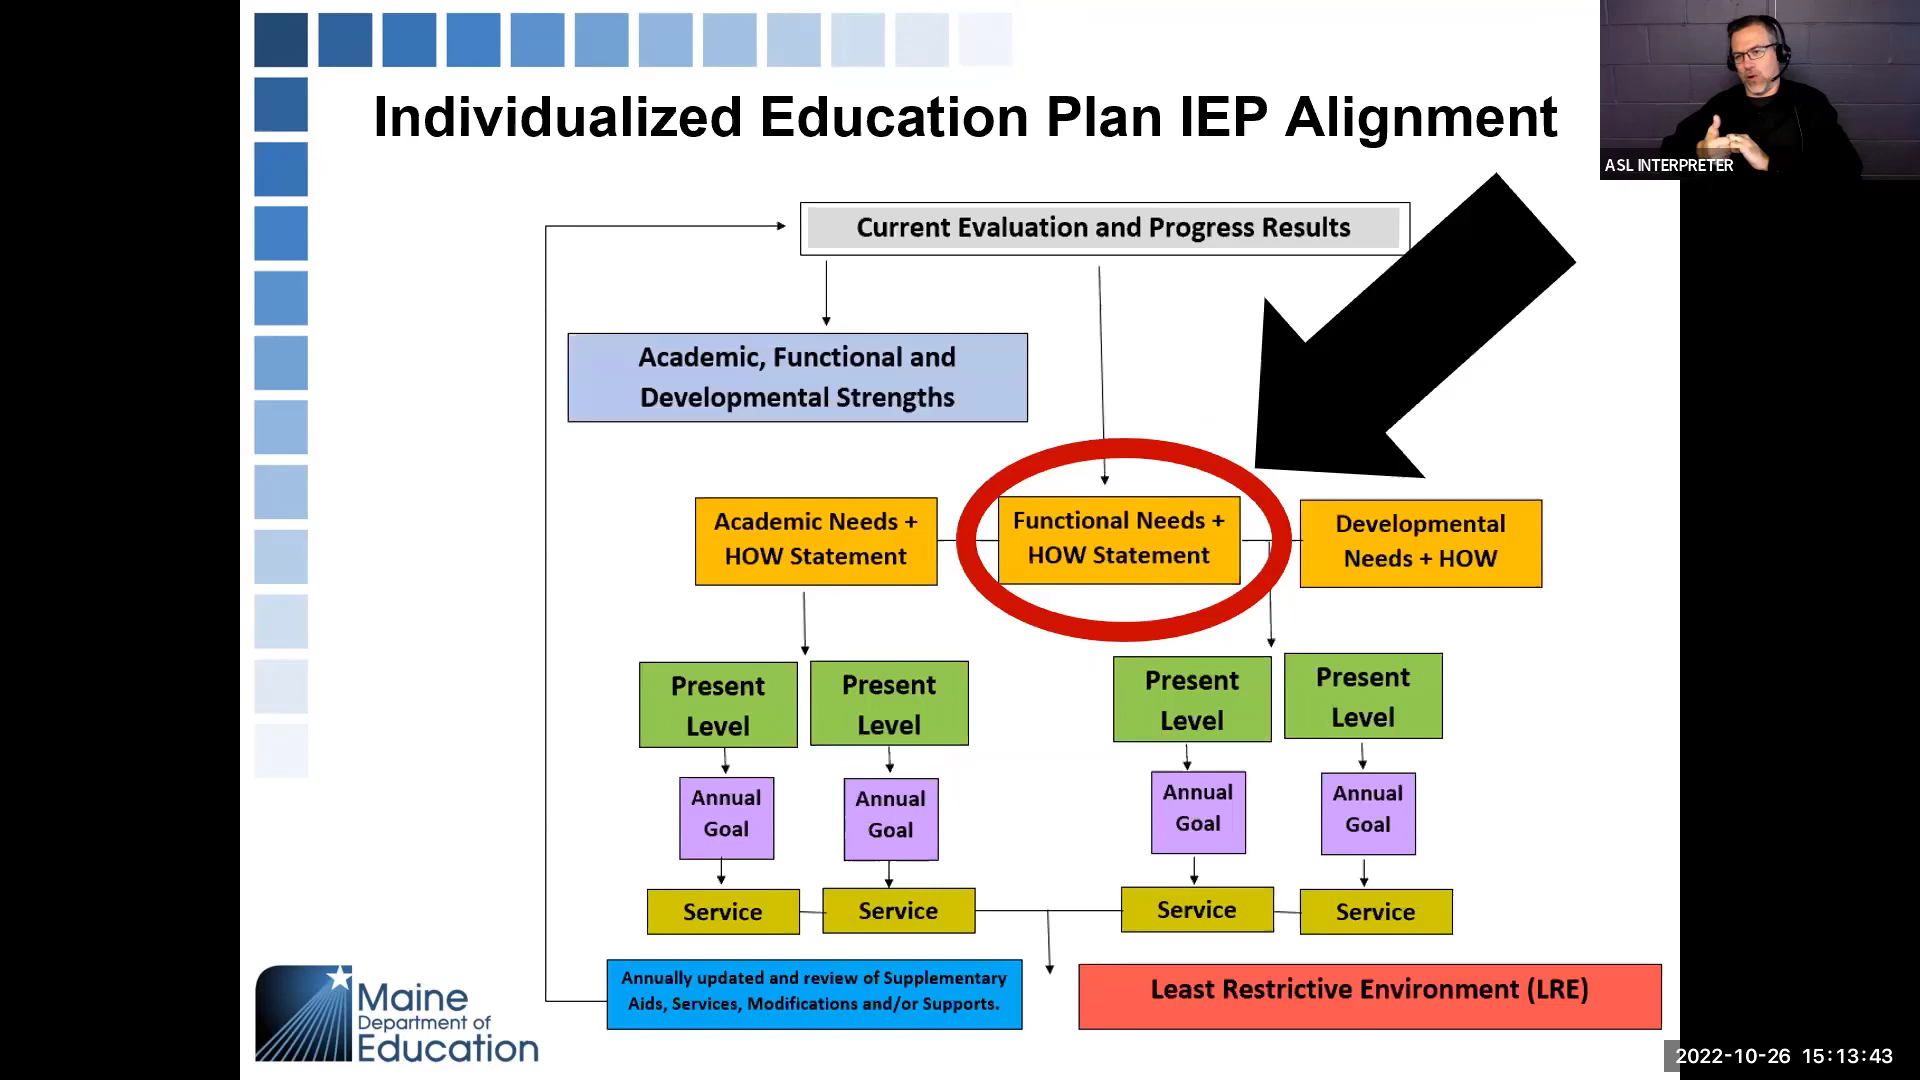 Individualized Education Plan IEP Alignment
ASL INTERPRETER
Current Evaluation and Progress Results
Academic, Functional and
Developmental Strengths
Academic Needs +
HOW Statement
Functional Needs +
HOW Statement
Developmental
Needs + HOW
Present
Level
Present
Level
Present
Level
Present
Level
Annual
Goal
Annual
Goal
Annual
Goal
Annual
Goal
Service
Service
Service
Service
Annually updated and review of Supplementary
Aids, Services, Modifications and/or Supports.
Least Restrictive Environment (LRE)
Maine
Department of
Education
2022-10-26 15:13:43